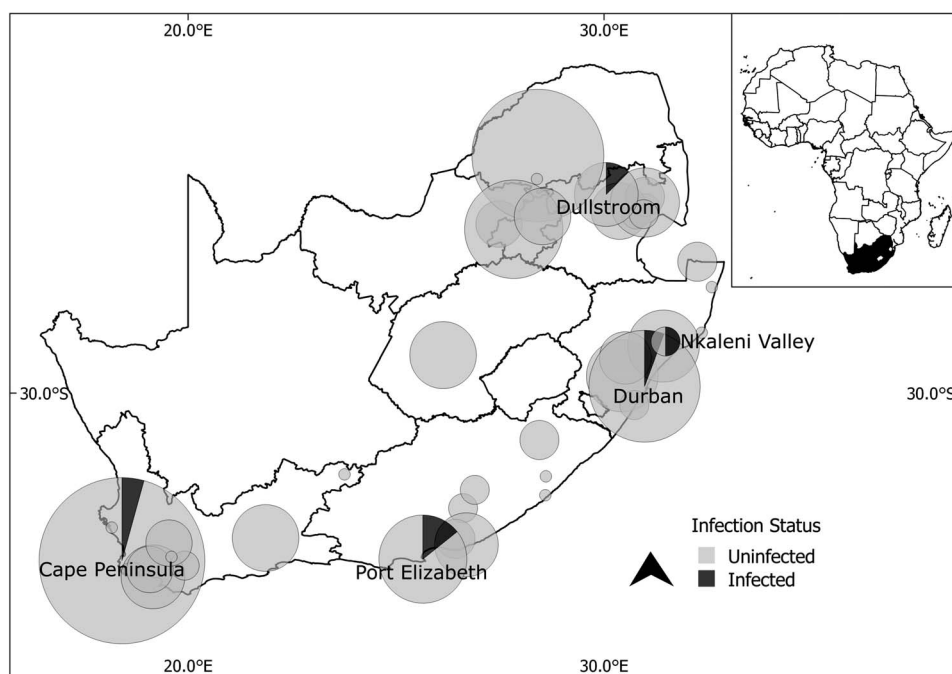 20.0°E 30.0°E
Dullstroom
Nkaleni Valley
Durban
30.0°S 30.0°S
Cape Peninsula
Port Elizabeth
Infection Status
Uninfected
Infected
20.0°E 30.0°E